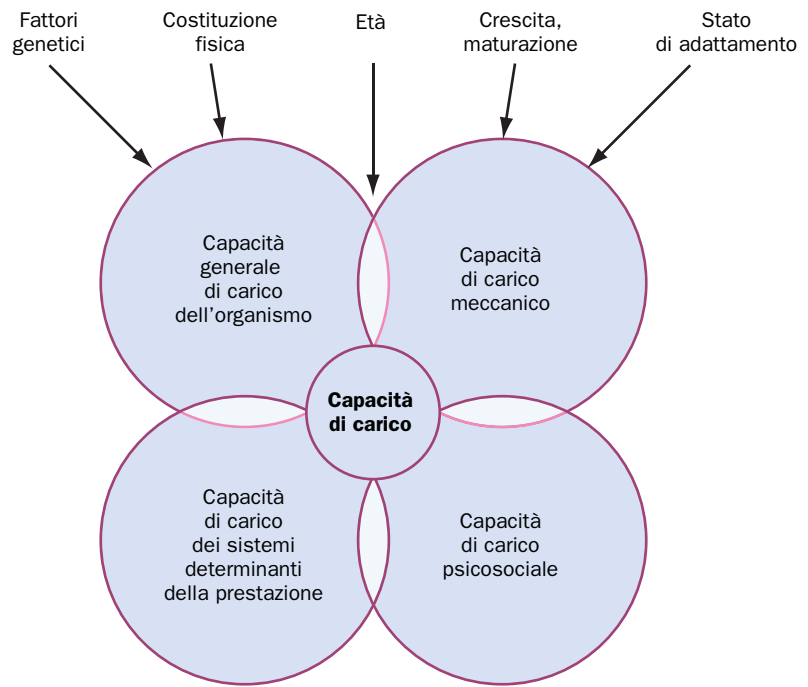 Fattori
genetici
Costituzione
fisica
Età
Crescita,
maturazione
Stato
di adattamento
Capacità
generale
di carico
dell'organismo
Capacità
di carico
meccanico
Capacità
di carico
Capacità
di carico
dei sistemi
determinanti
della prestazione
Capacità
di carico
psicosociale